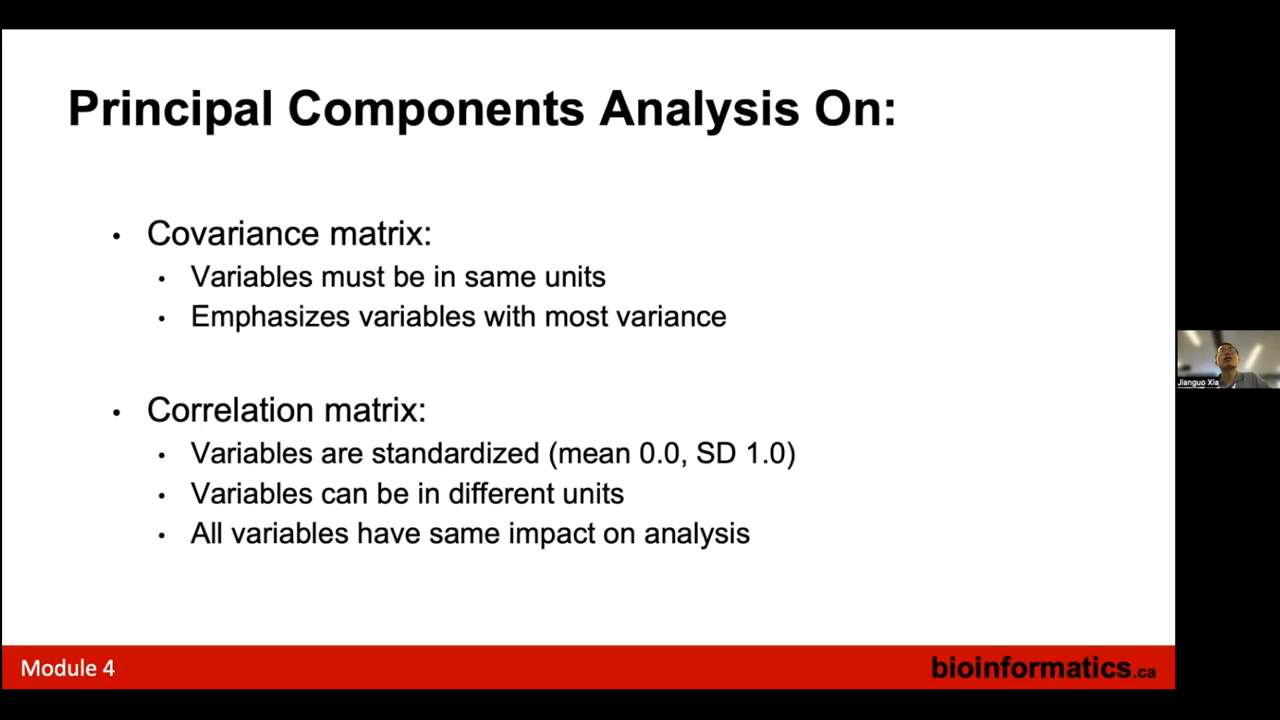 Principal Components Analysis On:
• Covariance matrix:
• Variables must be in same units
• Emphasizes variables with most variance
• Correlation matrix:
• Variables are standardized (mean 0.0, SD 1.0)
• Variables can be in different units
• All variables have same impact on analysis
Jianguo Xia
Module 4
bioinformatics.ca